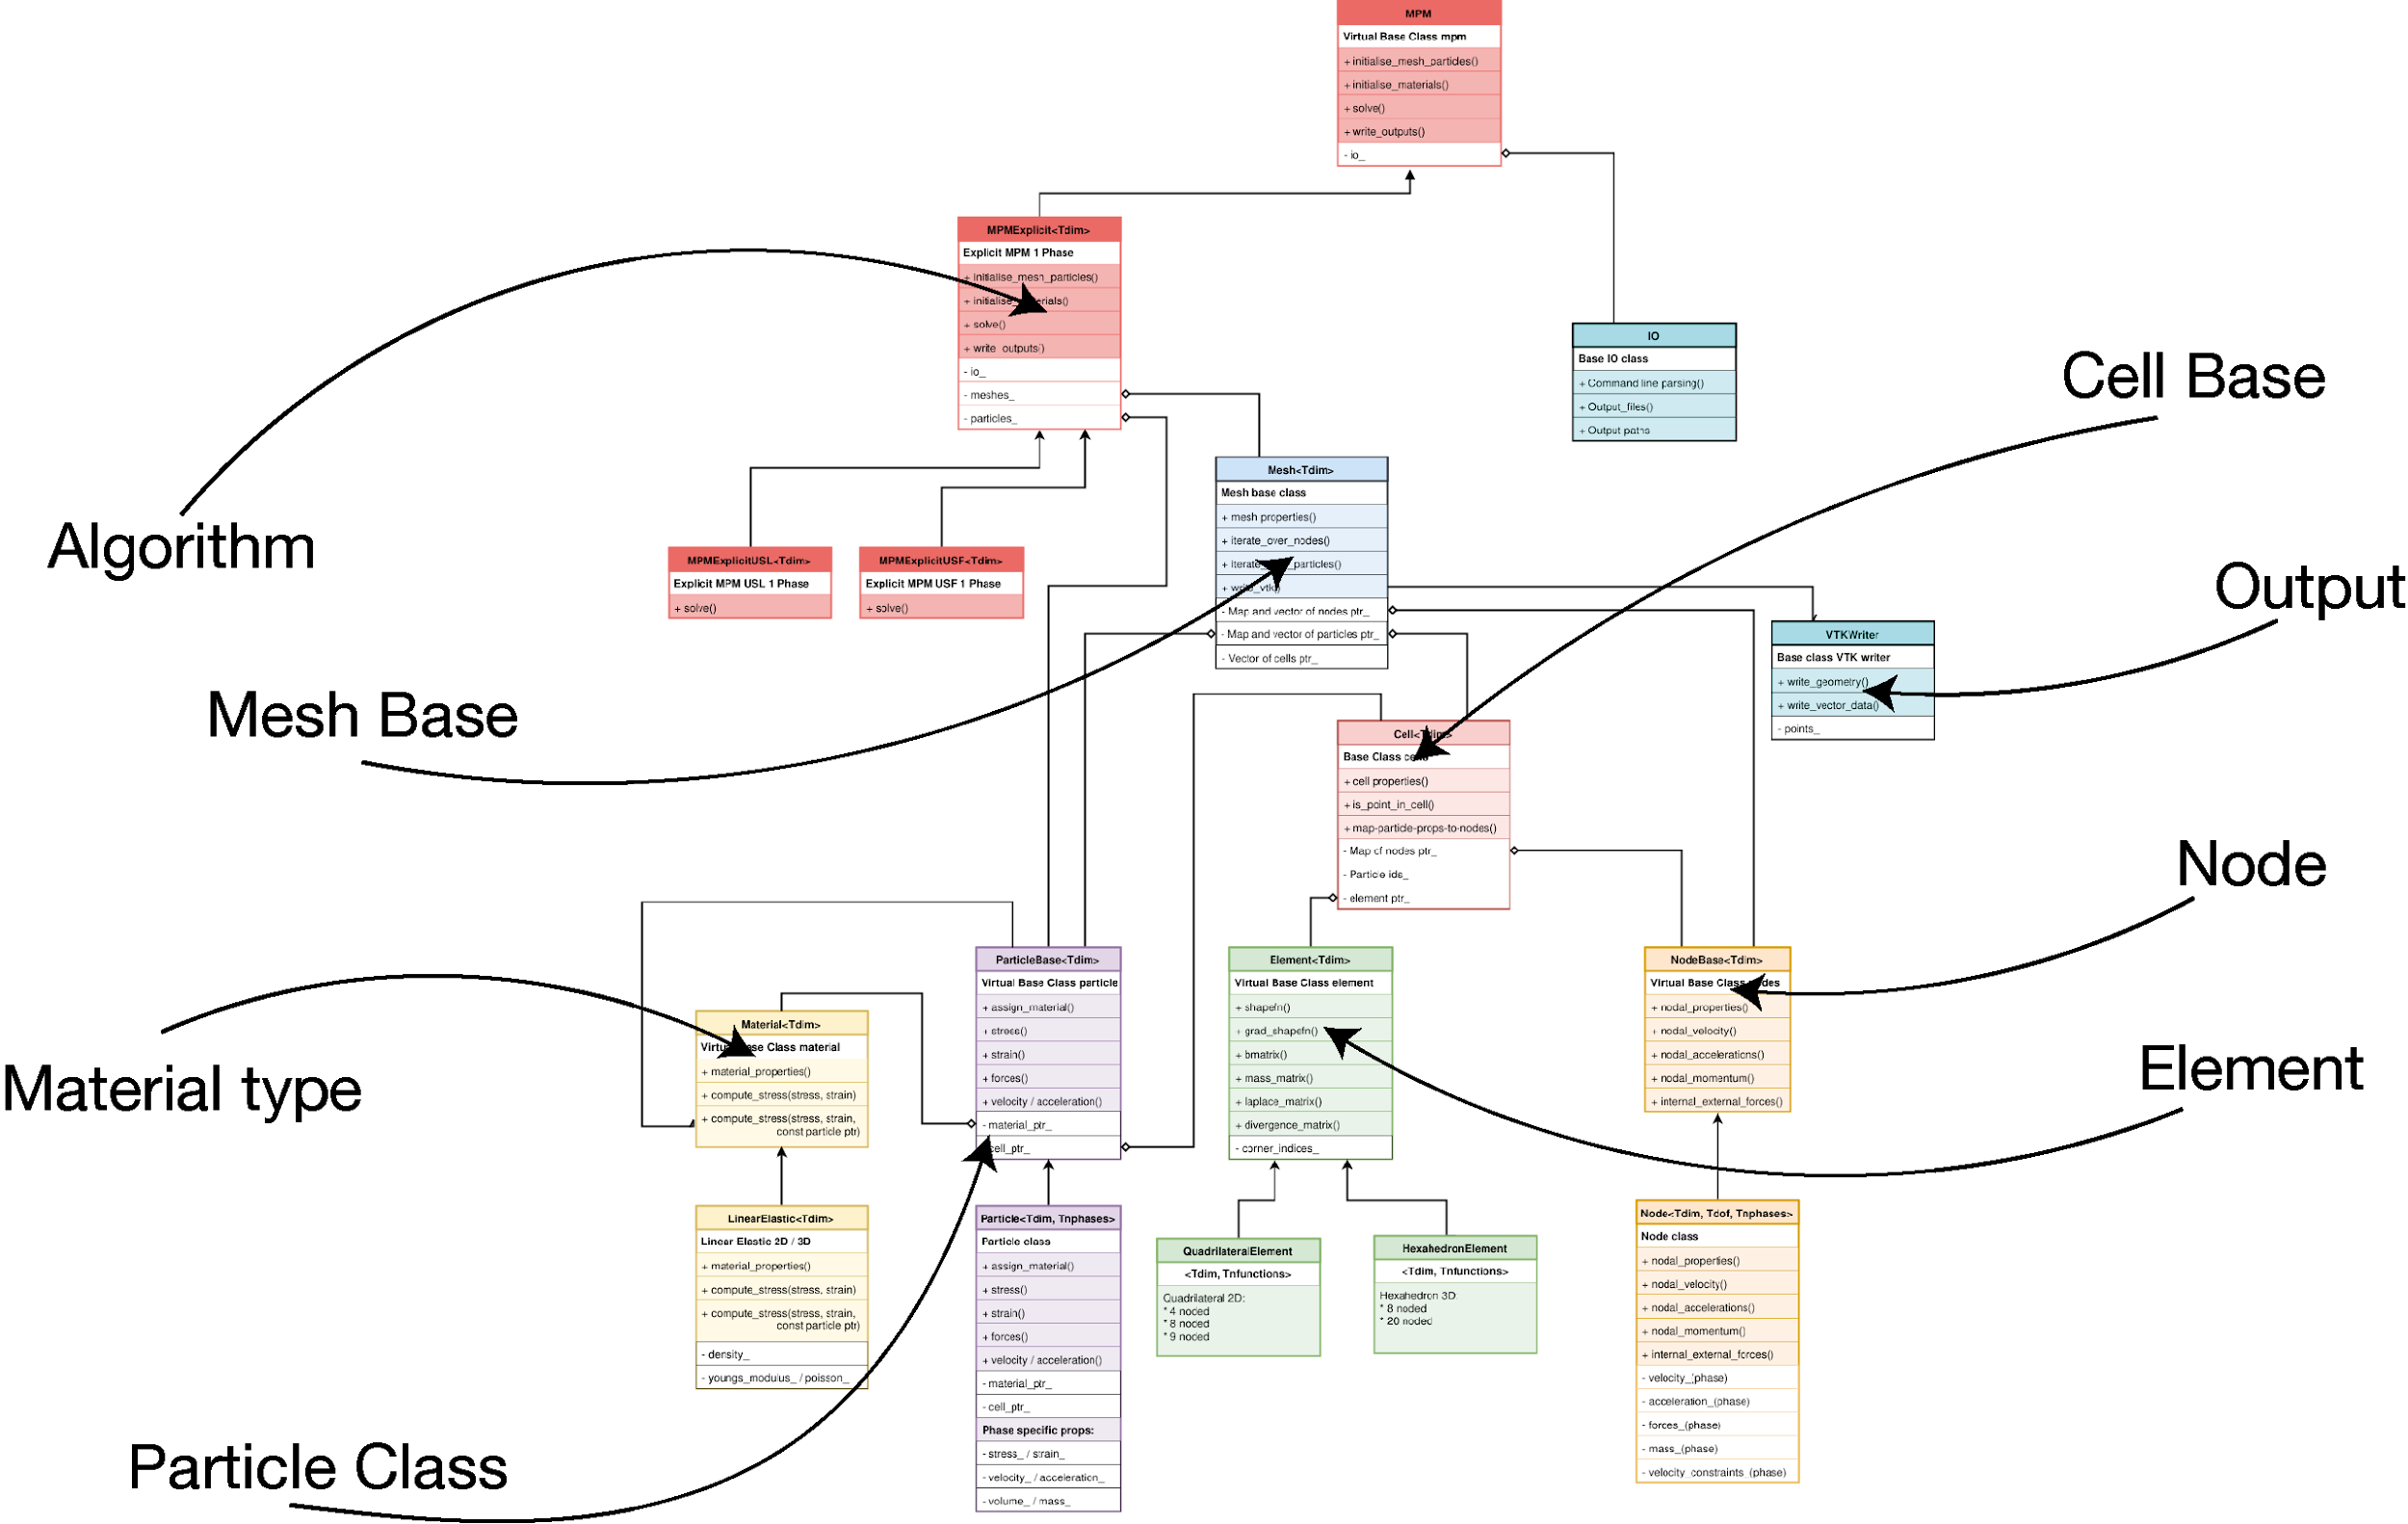 MPM
Virtual Base Class mpm
+ initialise_mesh_particles()
+ initialise_materials()
+ solve()
+ write_outputs()
- io_
MPMExplicit<Tdim>
Explicit MPM 1 Phase
+ initialise_mesh_particles()
+ initialise_materials()
+ solve()
+ write_outputs()
- io_
- meshes_
- particles_
IO
Base IO class
+ Command line parsing()
+ Output_files()
+ Output paths
Cell Base
Algorithm
Mesh<Tdim>
Mesh base class
+ mesh properties()
+ iterate_over_nodes()
+ iterate_over_particles()
+ write_vtk()
- Map and vector of nodes ptr_
- Map and vector of particles ptr_
- Vector of cells ptr_
MPMExplicitUSL<Tdim>
Explicit MPM USL 1 Phase
+ solve()
MPMExplicitUSF<Tdim>
Explicit MPM USF 1 Phase
+ solve()
Output
VTKWriter
Base class VTK writer
+ write_geometry()
+ write_vector_data()
- points_
Mesh Base
Cell<Tdim>
Base Class cells
+ cell properties()
+ is_point_in_cell()
+ map-particle-props-to-nodes()
- Map of nodes ptr_
- Particle ids_
- element ptr_
Node
Material type
Material<Tdim>
Virtual Base Class material
+ material_properties()
+ compute_stress(stress, strain)
+ compute_stress(stress, strain,
const particle ptr)
ParticleBase<Tdim>
Virtual Base Class particle
+ assign_material()
+ stress()
+ strain()
+ forces()
+ velocity / acceleration()
- material_ptr_
- cell_ptr_
Element<Tdim>
Virtual Base Class element
+ shapefn()
+ grad_shapefn()
+ bmatrix()
+ mass_matrix()
+ laplace_matrix()
+ divergence_matrix()
- corner_indices_
NodeBase<Tdim>
Virtual Base Class nodes
+ nodal_properties()
+ nodal_velocity()
+ nodal_accelerations()
+ nodal_momentum()
+ internal_external_forces()
Element
LinearElastic<Tdim>
Linear Elastic 2D / 3D
+ material_properties()
+ compute_stress(stress, strain)
+ compute_stress(stress, strain,
const particle ptr)
- density_
- youngs_modulus_ / poisson_
Particle<Tdim, Tnphases>
Particle class
+ assign_material()
+ stress()
+ strain()
+ forces()
+ velocity / acceleration()
- material_ptr_
- cell_ptr_
Phase specific props:
- stress_ / strain_
- velocity_ / acceleration_
- volume_ / mass_
QuadrilateralElement
<Tdim, Tnfunctions>
Quadrilateral 2D:
* 4 noded
* 8 noded
* 9 noded
HexahedronElement
<Tdim, Tnfunctions>
Hexahedron 3D:
* 8 noded
* 20 noded
Node<Tdim, Tdof, Tnphases>
Node class
+ nodal_properties()
+ nodal_velocity()
+ nodal_accelerations()
+ nodal_momentum()
+ internal_external_forces()
- velocity_(phase)
- acceleration_(phase)
- forces_(phase)
- mass_(phase)
- velocity_constraints_(phase)
Particle Class